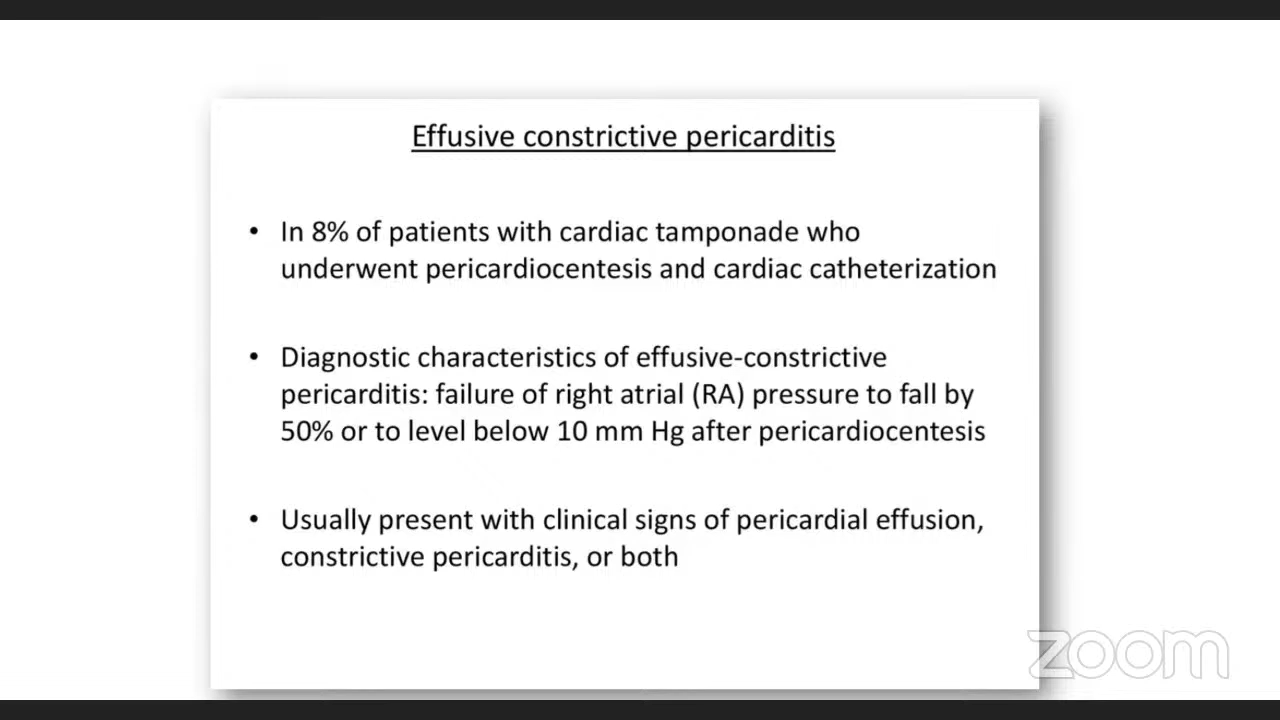 Effusive constrictive pericarditis
• In 8% of patients with cardiac tamponade who
underwent pericardiocentesis and cardiac catheterization
• Diagnostic characteristics of effusive-constrictive
pericarditis: failure of right atrial (RA) pressure to fall by
50% or to level below 10 mm Hg after pericardiocentesis
• Usually present with clinical signs of pericardial effusion,
constrictive pericarditis, or both
zoom